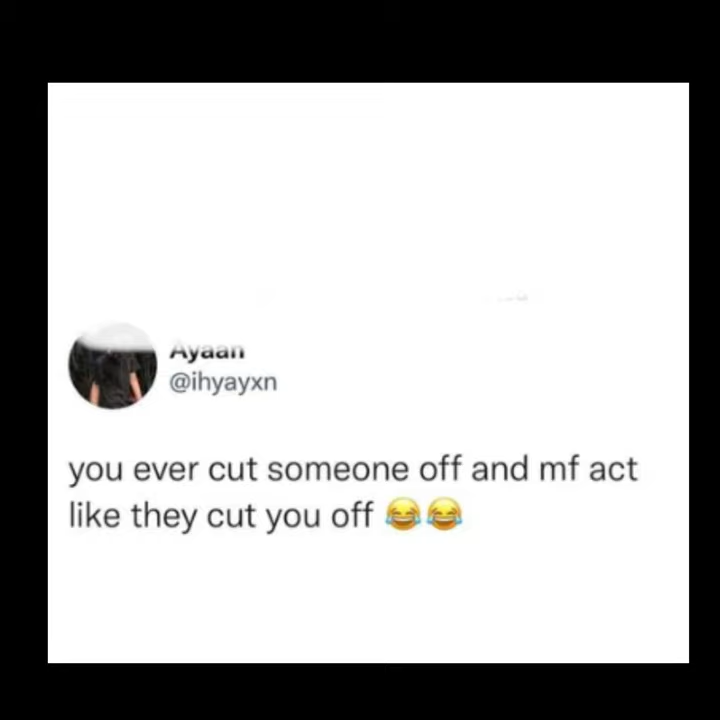 Ayaan
@ihyayxn
you ever cut someone off and mf act
like they cut you off 😂😂